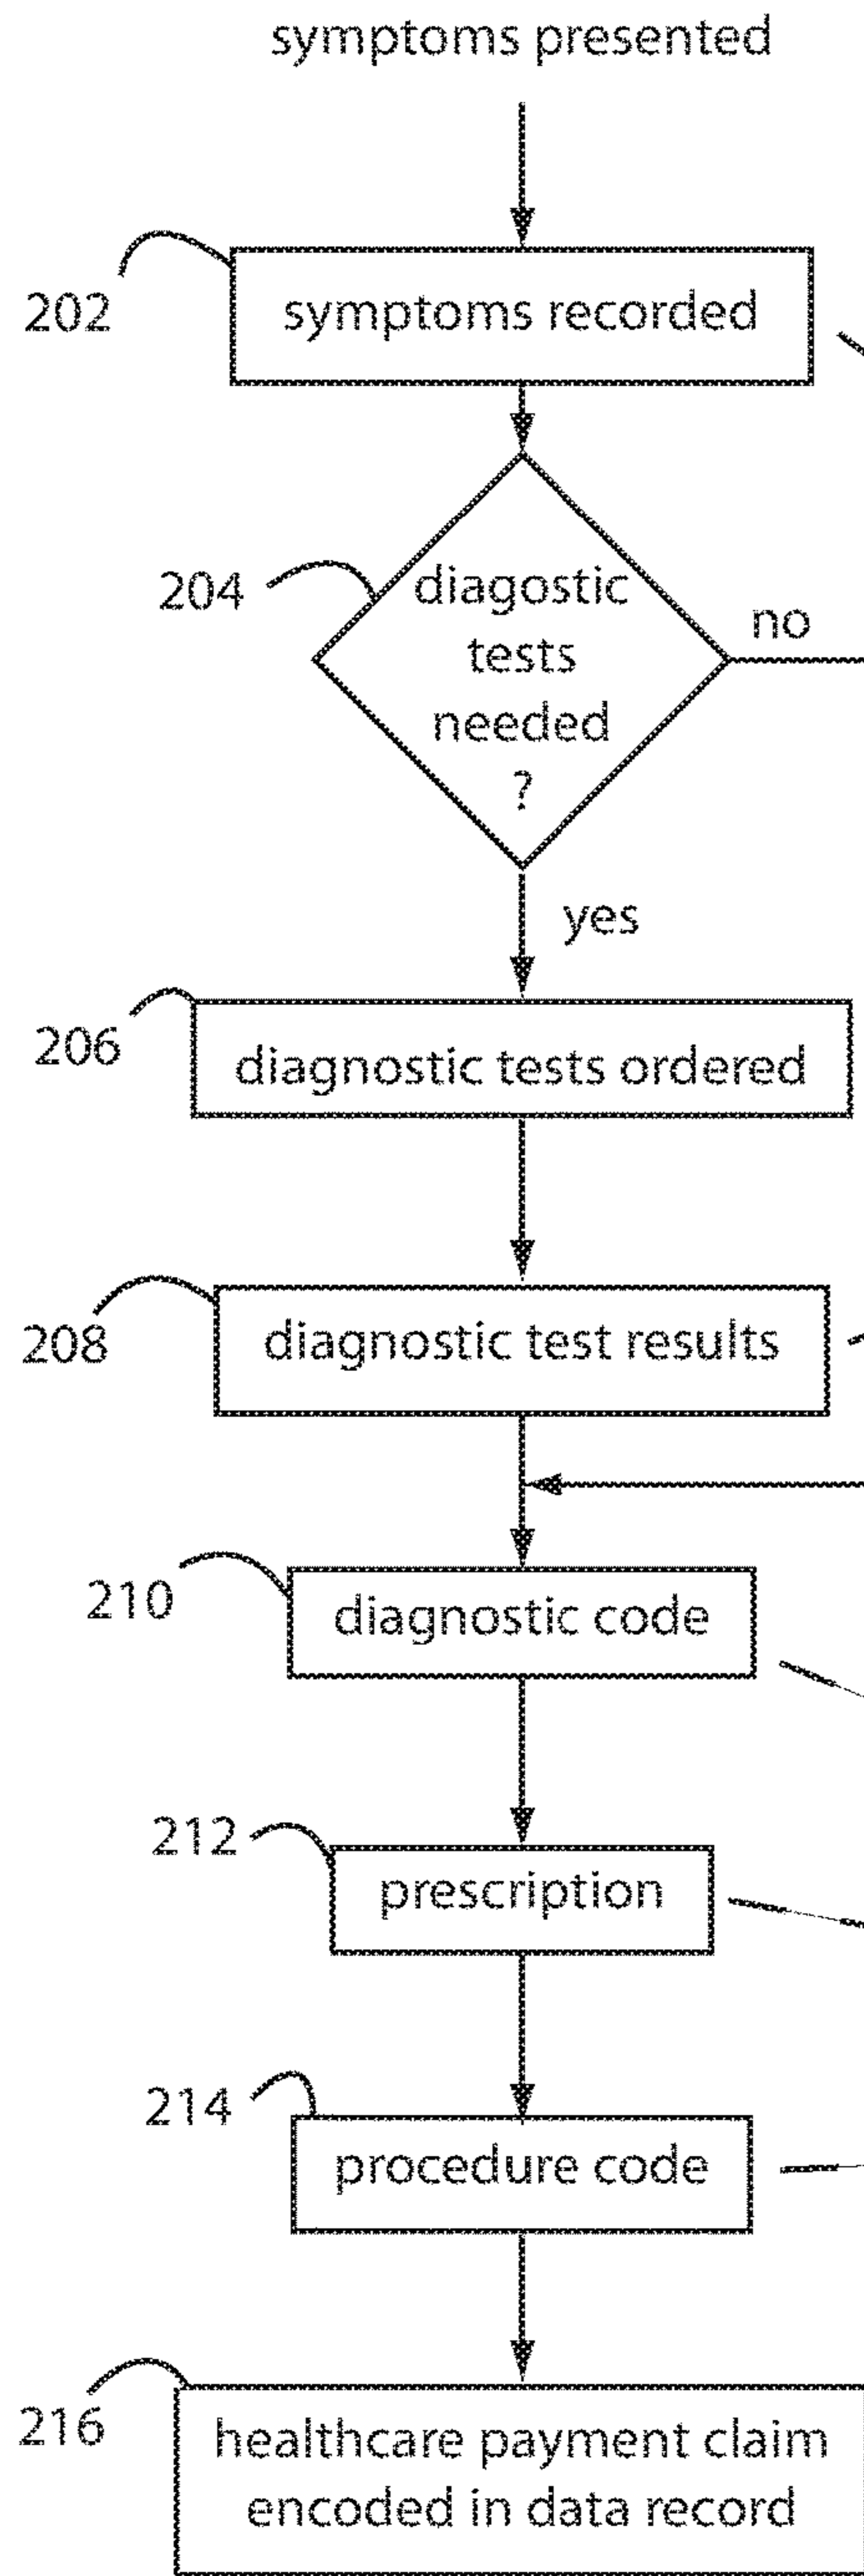 symptoms presented
202
symptoms recorded
204
diagostic
tests
needed
?
no
yes
206
diagnostic tests ordered
208
diagnostic test results
210
diagnostic code
212
prescription
214
procedure code
216
healthcare payment claim
encoded in data record